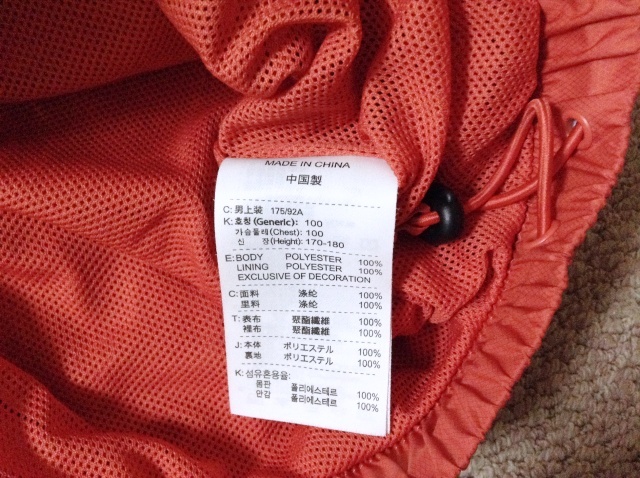 MADE IN CHINA
中国製
C: 男上装 175/92A
K: 호칭(Generic): 100
가슴둘레(Chest): 100
신 장(Height): 170-180
E: BODY POLYESTER 100%
LINING POLYESTER 100%
EXCLUSIVE OF DECORATION
C: 面料 涤纶 100%
里料 涤纶 100%
T: 表布 聚酯纖維 100%
裡布 聚酯纖維 100%
J: 本体 ポリエステル 100%
裏地 ポリエステル 100%
K: 섬유혼용율:
몸판 폴리에스테르 100%
안감 폴리에스테르 100%